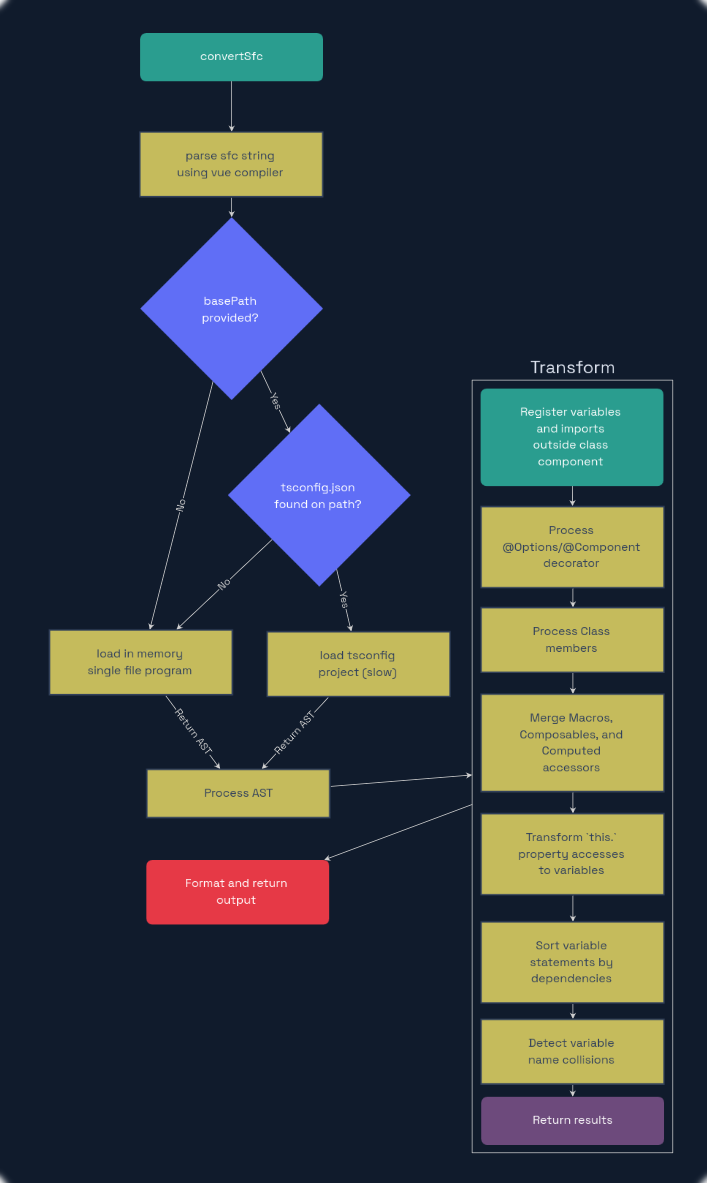 convertSfc
parse sfc string
using vue compiler
basePath
provided?
Yes
No
tsconfig.json
found on path?
No
Yes
load in memory
single file program
load tsconfig
project (slow)
Return AST
Return AST
Process AST
Format and return
output
Transform
Register variables
and imports
outside class
component
Process
@Options/@Component
decorator
Process Class
members
Merge Macros,
Composables, and
Computed
accessors
Transform `this.`
property accesses
to variables
Sort variable
statements by
dependencies
Detect variable
name collisions
Return results